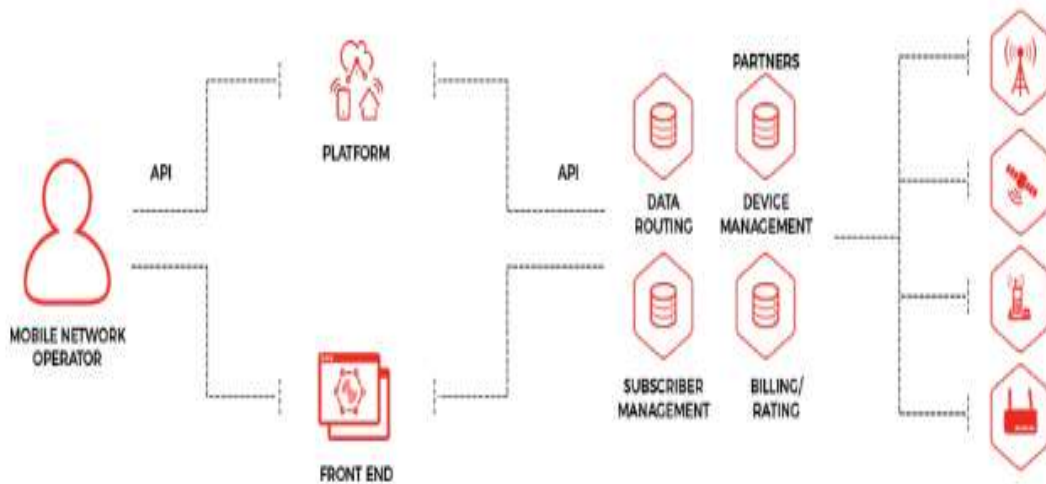 PARTNERS
PLATFORM
API
API
DATA
ROUTING
DEVICE
MANAGEMENT
MOBILE NETWORK
OPERATOR
SUBSCRIBER
MANAGEMENT
BILLING/
RATING
FRONT END